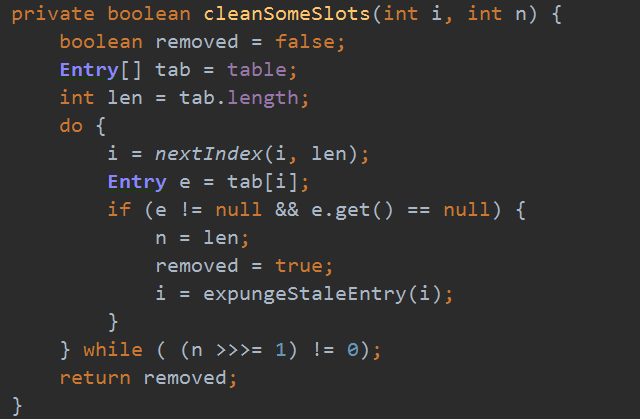 private boolean cleanSomeSlots(int i, int n) {
    boolean removed = false;
    Entry[] tab = table;
    int len = tab.length;
    do {
        i = nextIndex(i, len);
        Entry e = tab[i];
        if (e != null && e.get() == null) {
            n = len;
            removed = true;
            i = expungeStaleEntry(i);
        }
    } while ( (n >>>= 1) != 0);
    return removed;
}